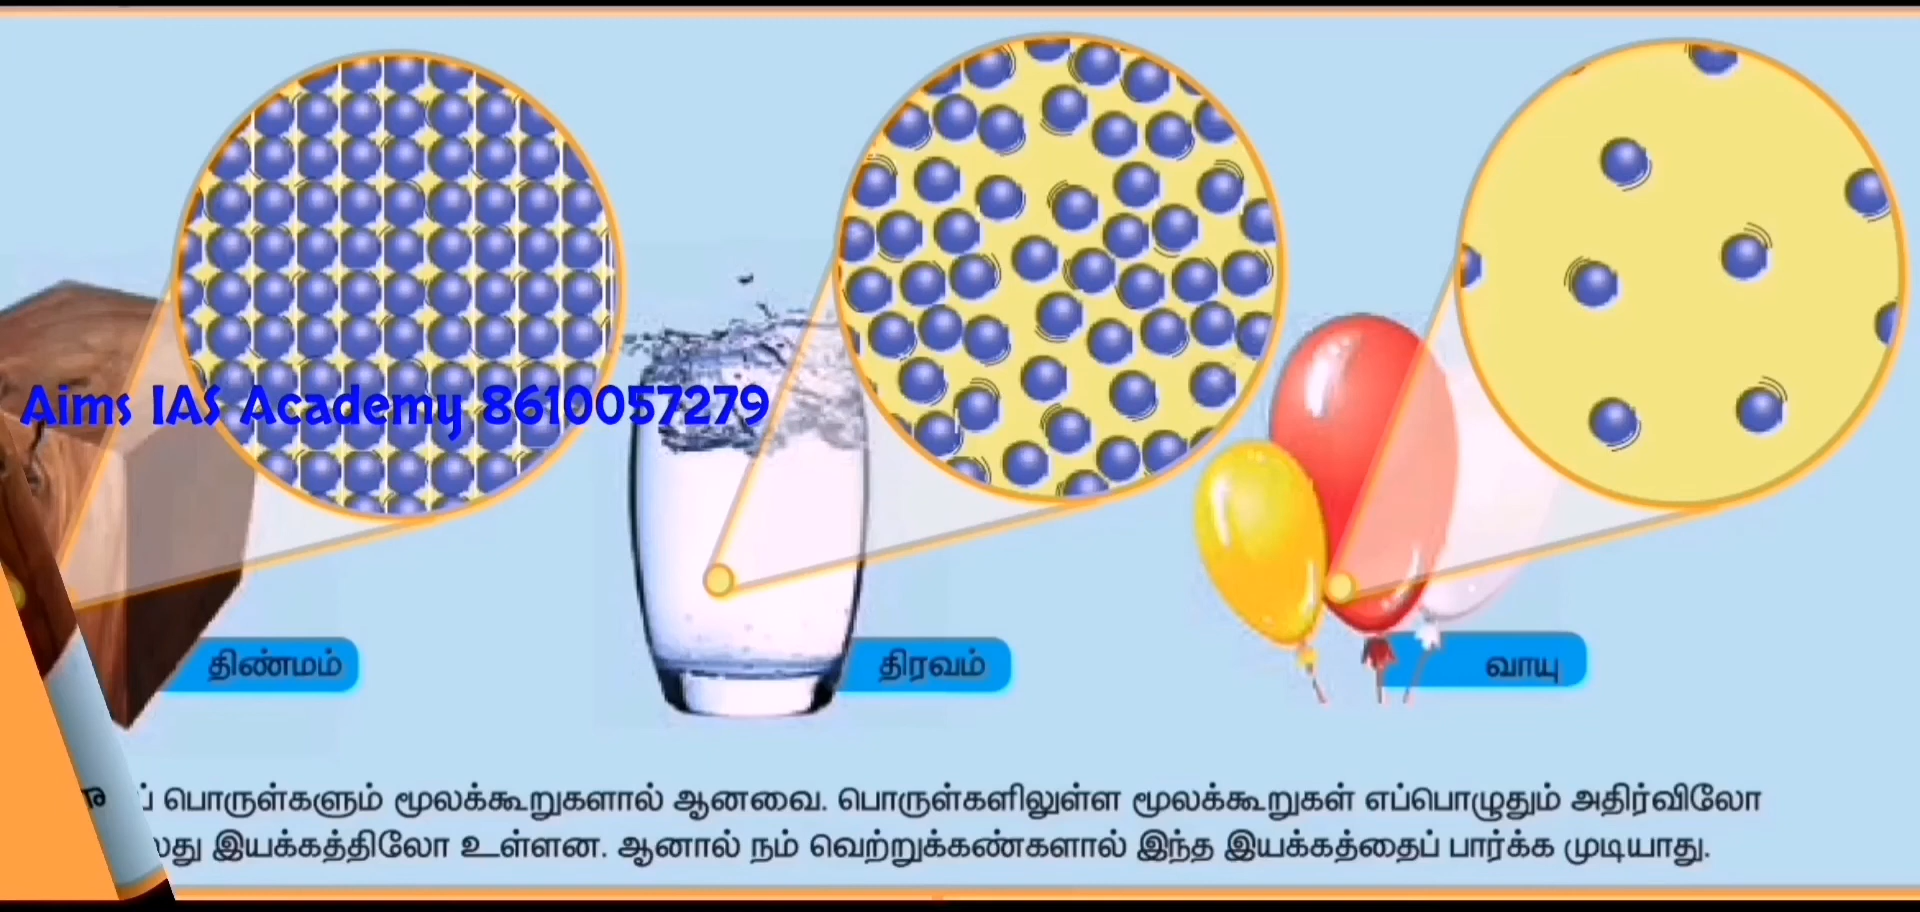 Aims IAS Academy 8610057279
திண்மம்
திரவம்
வாயு
பொருள்களும் மூலக்கூறுகளால் ஆனவை. பொருள்களிலுள்ள மூலக்கூறுகள் எப்பொழுதும் அதிர்விலோ
இயக்கத்திலோ உள்ளன. ஆனால் நம் வெற்றுக்கண்களால் இந்த இயக்கத்தைப் பார்க்க முடியாது.